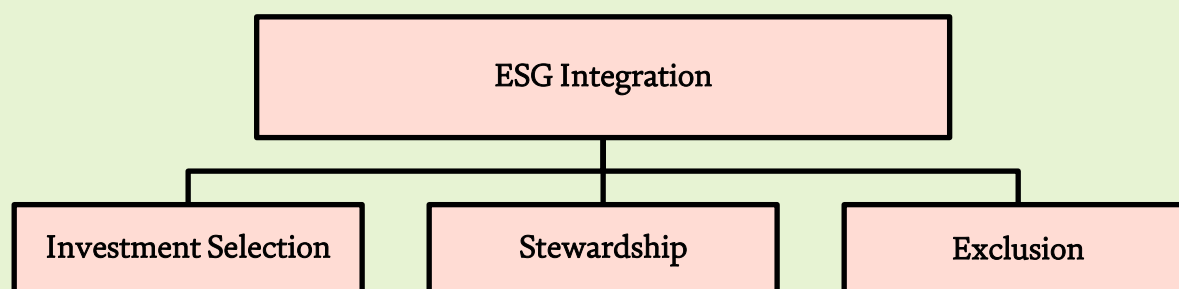 ESG Integration
Investment Selection
Stewardship
Exclusion